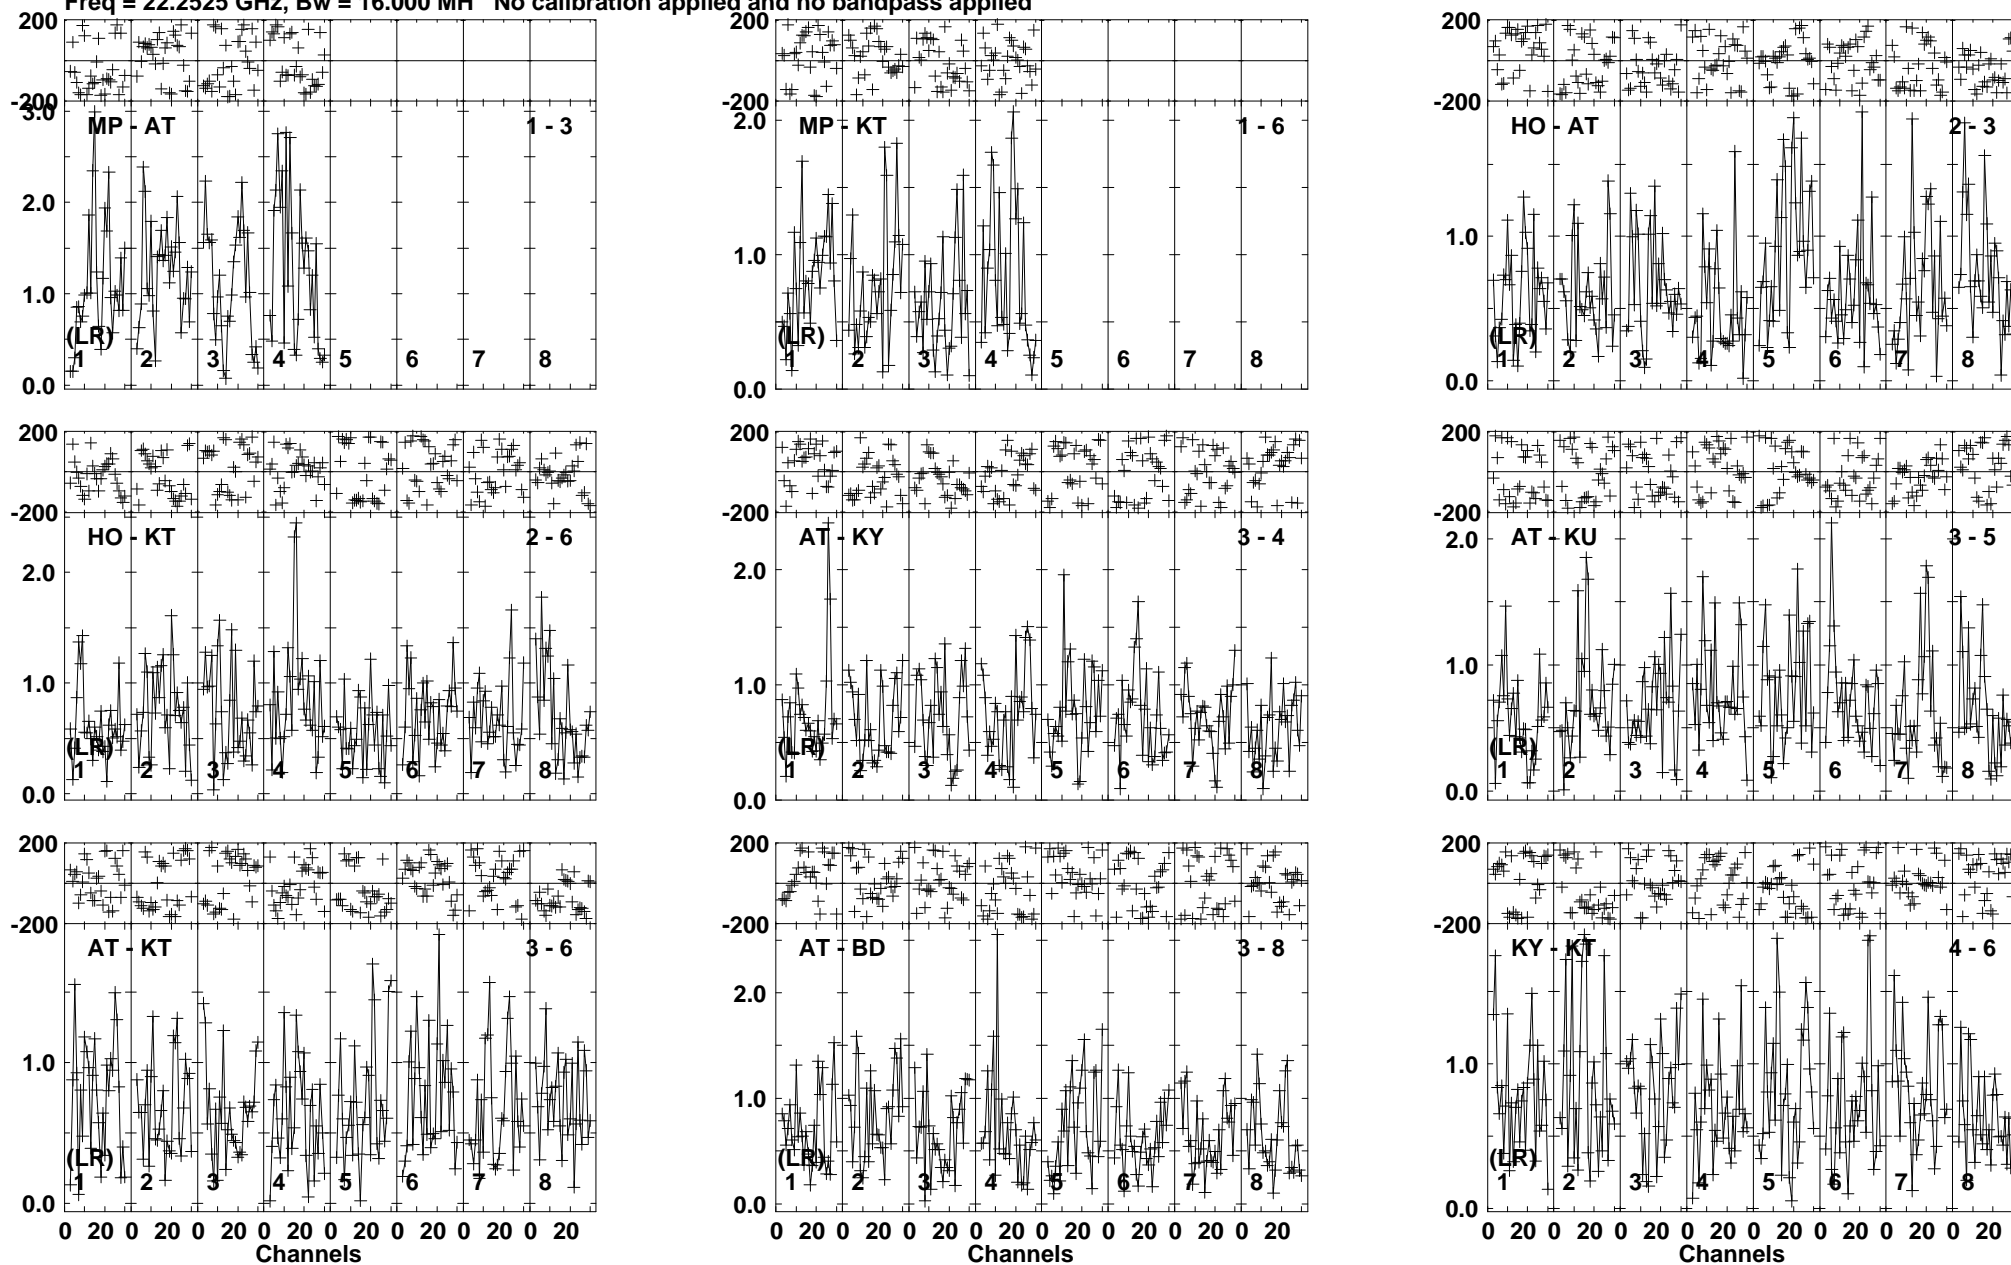 Freq = 22.2525 GHz, Bw = 16.000 MH No calibration applied and no bandpass applied
200
-200
3.0
2.0
1.0
0.0
MP - AT 1 - 3
(LR)
1 2 3 4 5 6 7 8
2.0
1.0
0.0
200
-200
MP - KT 1 - 6
(LR)
1 2 3 4 5 6 7 8
200
-200
1.0
0.0
HO - AT 2 - 3
(LR)
1 2 3 4 5 6 7 8
200
-200
2.0
1.0
0.0
HO - KT 2 - 6
(LR)
1 2 3 4 5 6 7 8
200
-200
2.0
1.0
0.0
AT - KY 3 - 4
(LR)
1 2 3 4 5 6 7 8
200
-200
2.0
1.0
0.0
AT - KU 3 - 5
(LR)
1 2 3 4 5 6 7 8
200
-200
1.0
0.0
AT - KT 3 - 6
(LR)
1 2 3 4 5 6 7 8
0 20 0 20 0 20 0 20 0 20 0 20 0 20 0 20
Channels
200
-200
2.0
1.0
0.0
AT - BD 3 - 8
(LR)
1 2 3 4 5 6 7 8
0 20 0 20 0 20 0 20 0 20 0 20 0 20 0 20
Channels
200
-200
1.0
0.0
KY - KT 4 - 6
(LR)
1 2 3 4 5 6 7 8
0 20 0 20 0 20 0 20 0 20 0 20 0 20 0 20
Channels